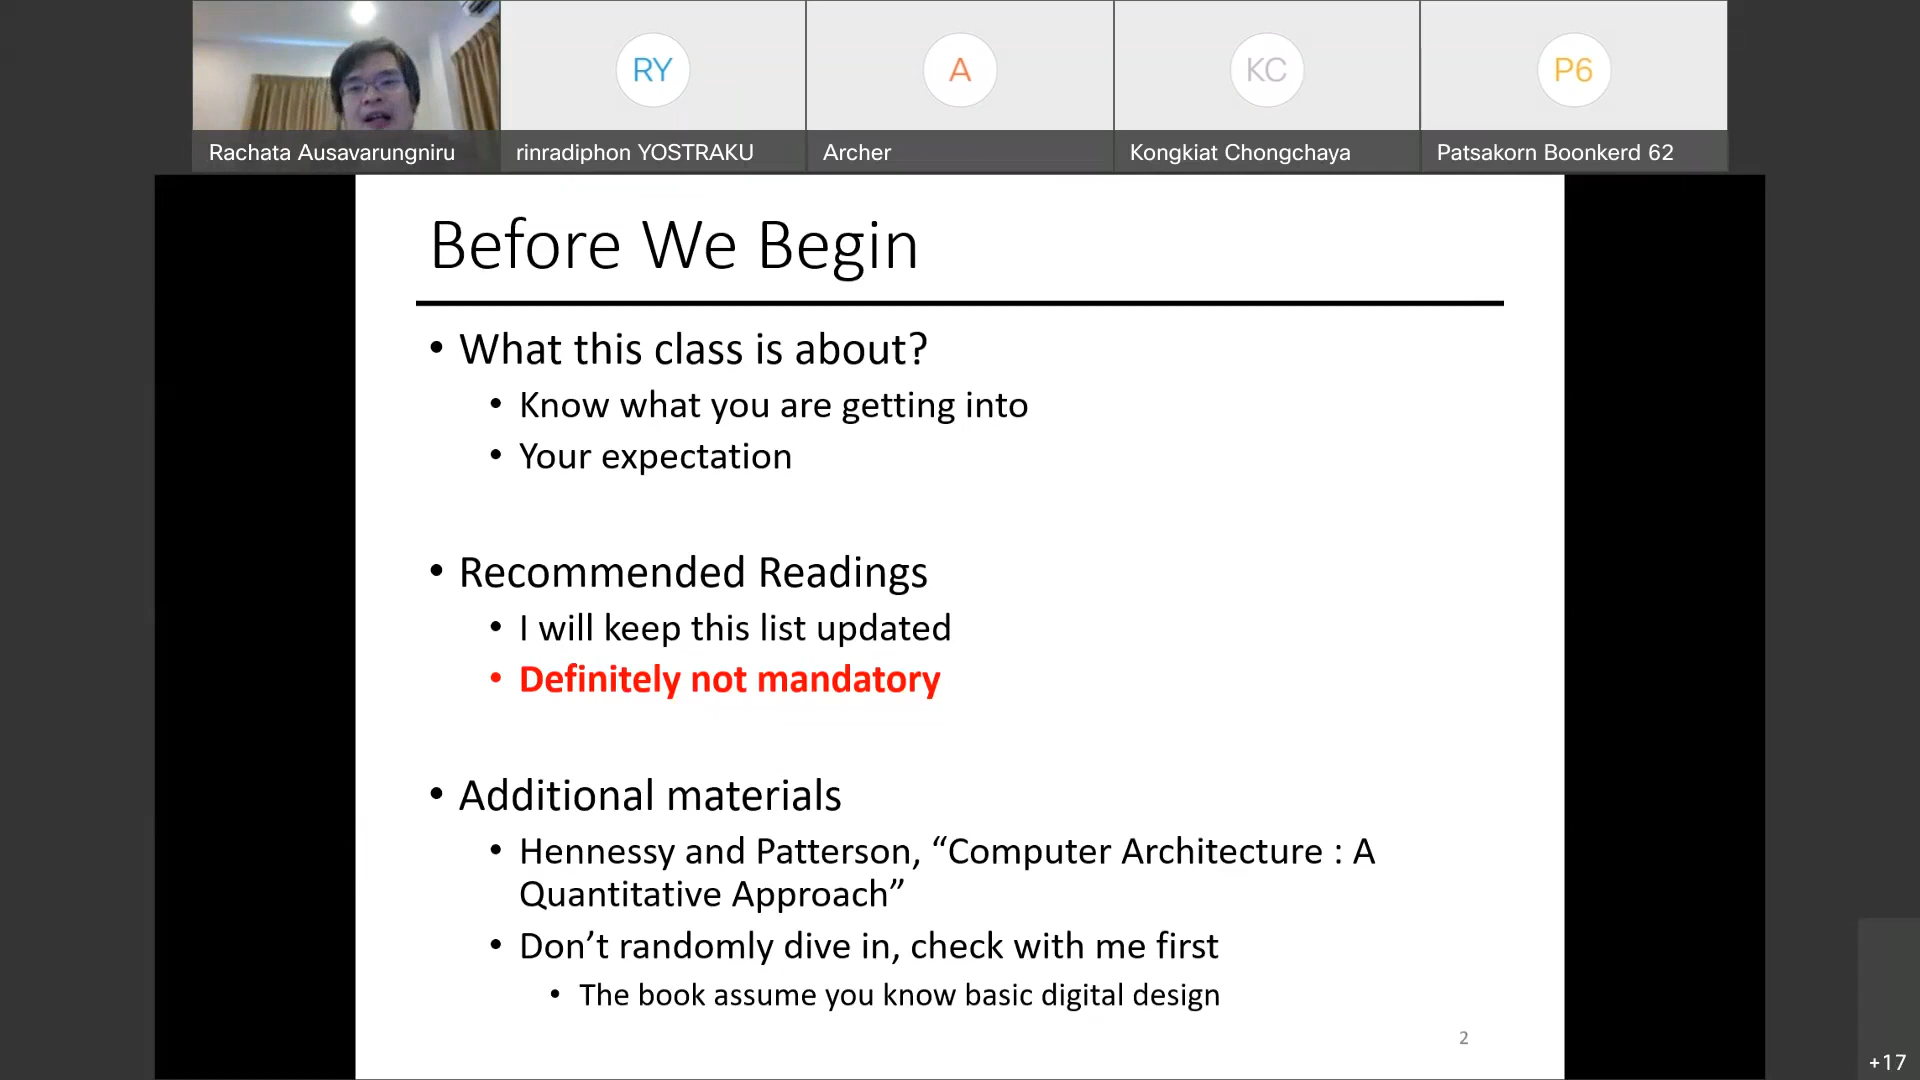 RY
A
KC
P6
Rachata Ausavarungniru
rinradiphon YOSTRAKU
Archer
Kongkiat Chongchaya
Patsakorn Boonkerd 62
Before We Begin
• What this class is about?
• Know what you are getting into
• Your expectation
• Recommended Readings
• I will keep this list updated
• Definitely not mandatory
• Additional materials
• Hennessy and Patterson, “Computer Architecture : A
Quantitative Approach”
• Don’t randomly dive in, check with me first
• The book assume you know basic digital design
2
+17